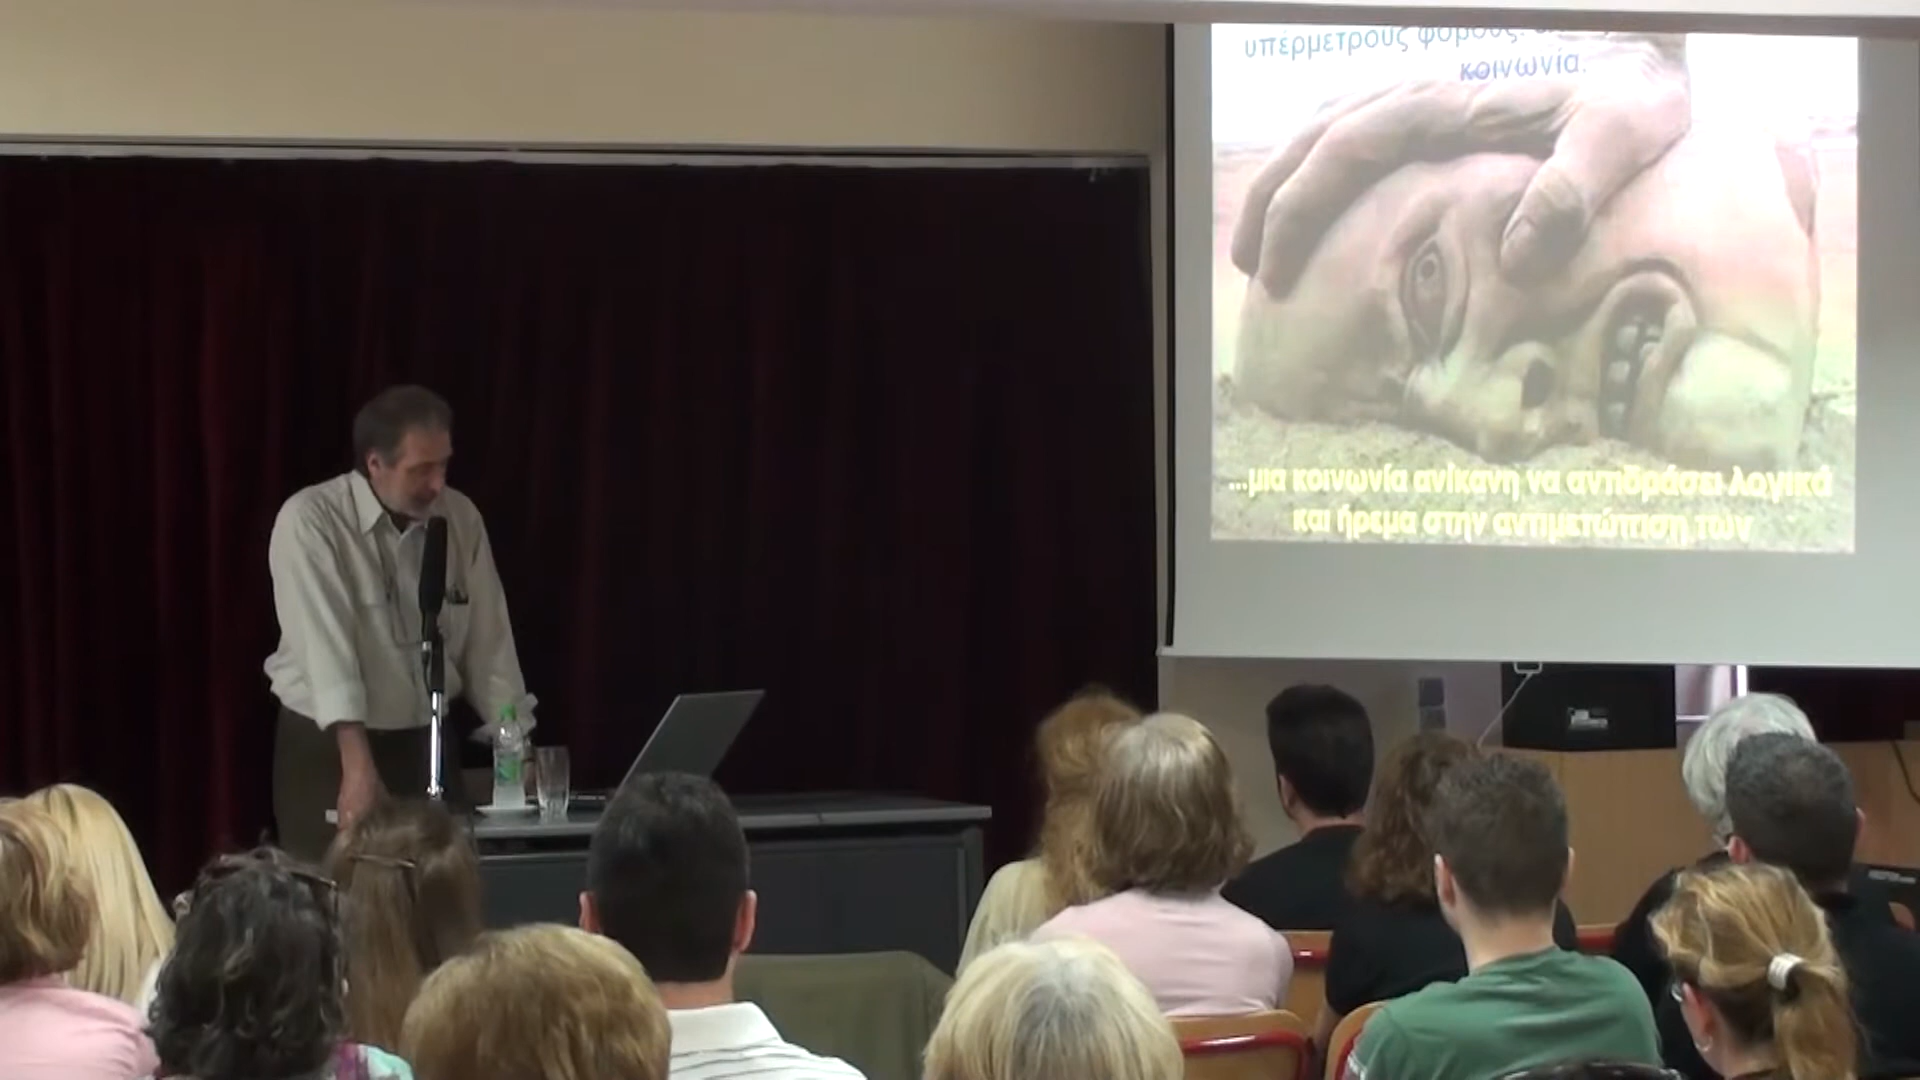 υπέρμετρους φόβους.
κοινωνία.
...μια κοινωνία ανίκανη να αντιδράσει λογικά
και ήρεμα στην αντιμετώπιση των